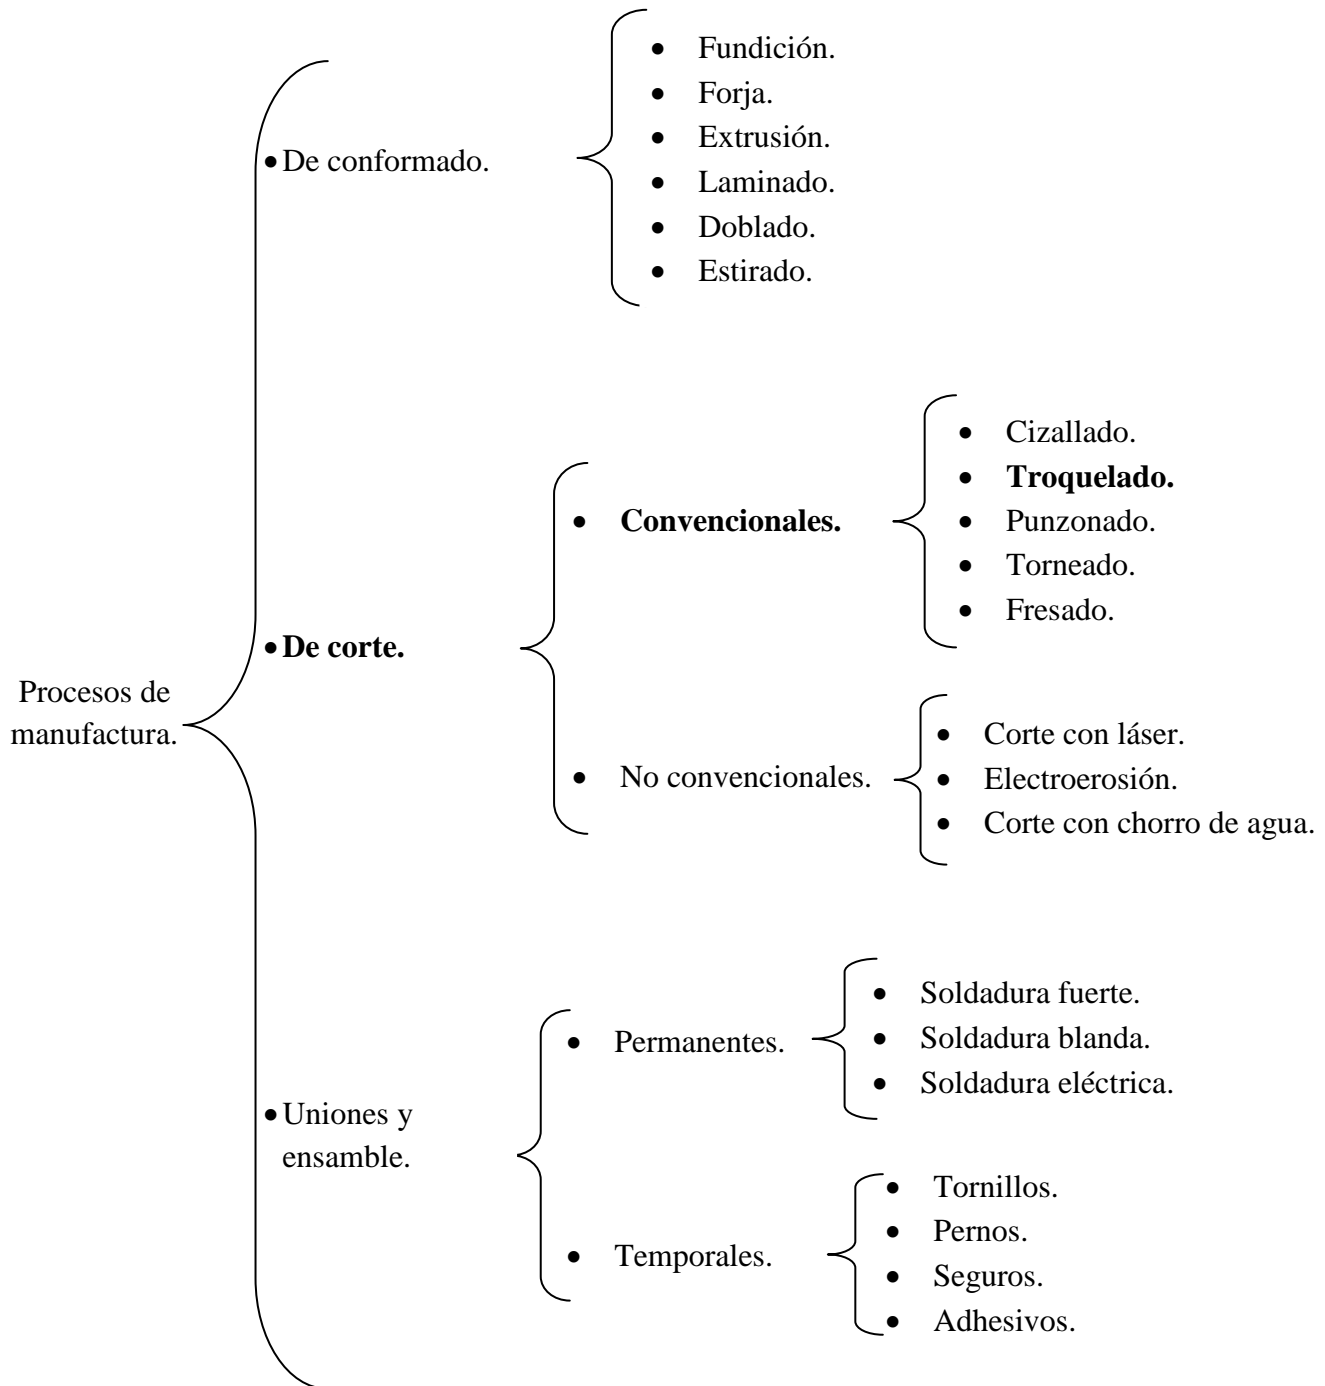 Procesos de
manufactura.
• De conformado.
• Fundición.
• Forja.
• Extrusión.
• Laminado.
• Doblado.
• Estirado.
• De corte.
• Convencionales.
• Cizallado.
• Troquelado.
• Punzonado.
• Torneado.
• Fresado.
• No convencionales.
• Corte con láser.
• Electroerosión.
• Corte con chorro de agua.
• Uniones y
ensamble.
• Permanentes.
• Soldadura fuerte.
• Soldadura blanda.
• Soldadura eléctrica.
• Temporales.
• Tornillos.
• Pernos.
• Seguros.
• Adhesivos.